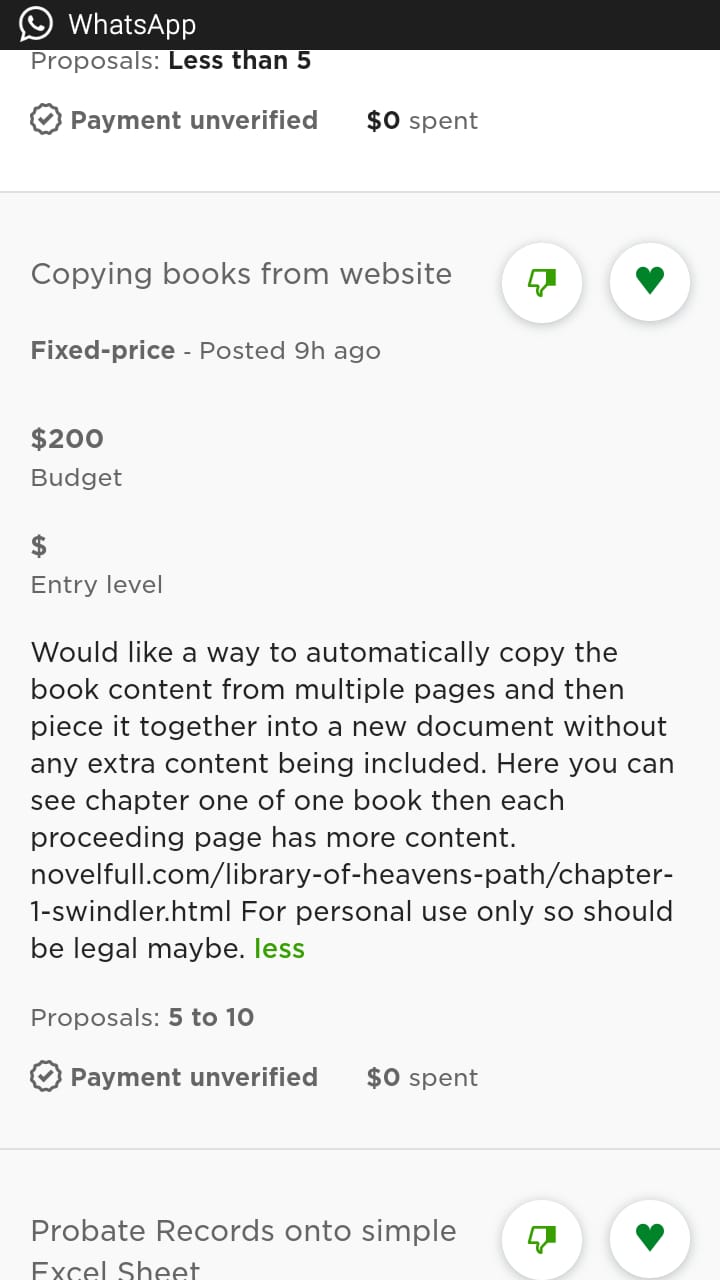 WhatsApp
Proposals: Less than 5
Payment unverified $0 spent
Copying books from website
Fixed-price - Posted 9h ago
$200
Budget
$
Entry level
Would like a way to automatically copy the
book content from multiple pages and then
piece it together into a new document without
any extra content being included. Here you can
see chapter one of one book then each
proceeding page has more content.
novelfull.com/library-of-heavens-path/chapter-
1-swindler.html For personal use only so should
be legal maybe. less
Proposals: 5 to 10
Payment unverified $0 spent
Probate Records onto simple
Excel Sheet